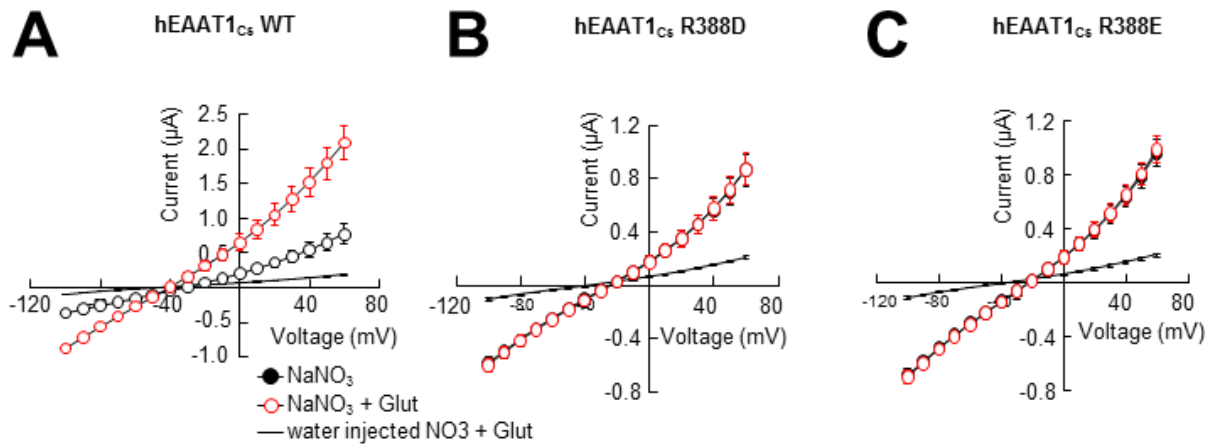 A
hEAAT1Cs WT
B
hEAAT1Cs R388D
C
hEAAT1Cs R388E
Current (µA)
2.5
2.0
1.5
1.0
0.5
-0.5
-1.0
-120
-40
40
80
Voltage (mV)
Current (µA)
1.2
0.8
0.4
-0.4
-0.8
-120
-80
-40
40
80
Voltage (mV)
Current (µA)
1.2
0.8
0.4
-0.4
-0.8
-120
-80
-40
40
80
Voltage (mV)
NaNO3
NaNO3 + Glut
water injected NO3 + Glut